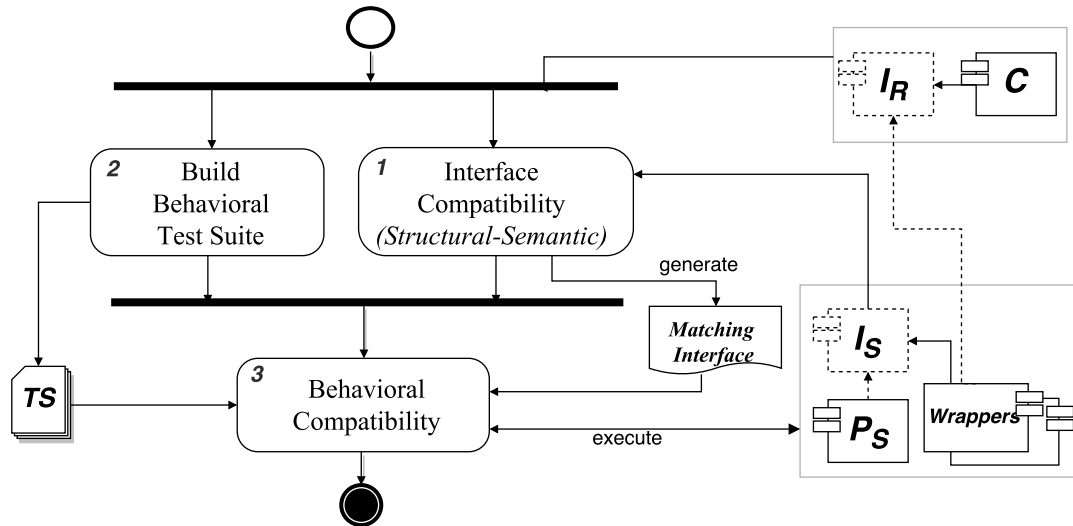 I_R
C
2
Build
Behavioral
Test Suite
1
Interface
Compatibility
(Structural-Semantic)
generate
Matching
Interface
I_S
TS
3
Behavioral
Compatibility
execute
P_S
Wrappers